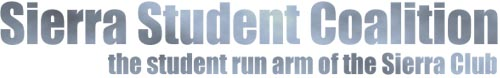 Sierra Student Coalition
the student run arm of the Sierra Club